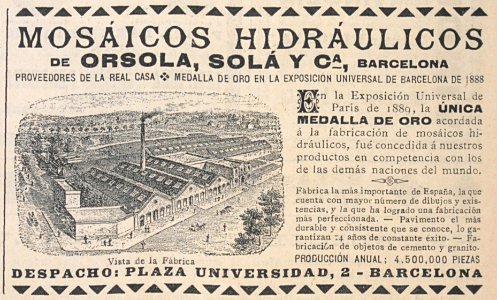 MOSÁICOS HIDRÁULICOS
DE ORSOLA, SOLÁ Y Cª, BARCELONA
PROVEEDORES DE LA REAL CASA ✤ MEDALLA DE ORO EN LA EXPOSICION UNIVERSAL DE BARCELONA DE 1888
En la Exposición Universal de
Paris de 1889, la ÚNICA
MEDALLA DE ORO acordada
á la fabricación de mosáicos hi-
dráulicos, fué concedida á nuestros
productos en competencia con los
de las demás naciones del mundo.
Fábrica la más importante de España, la que
cuenta con mayor número de dibujos y exis-
tencias, y la que ha logrado una fabricación
más perfeccionada. — Pavimento el más
durable y consistente que se conoce, lo ga-
rantizan 14 años de constante éxito. — Fa-
bricación de objetos de cemento y granito.
PRODUCCIÓN ANUAL; 4,500,000 PIEZAS
Vista de la Fábrica
DESPACHO: PLAZA UNIVERSIDAD, 2 - BARCELONA